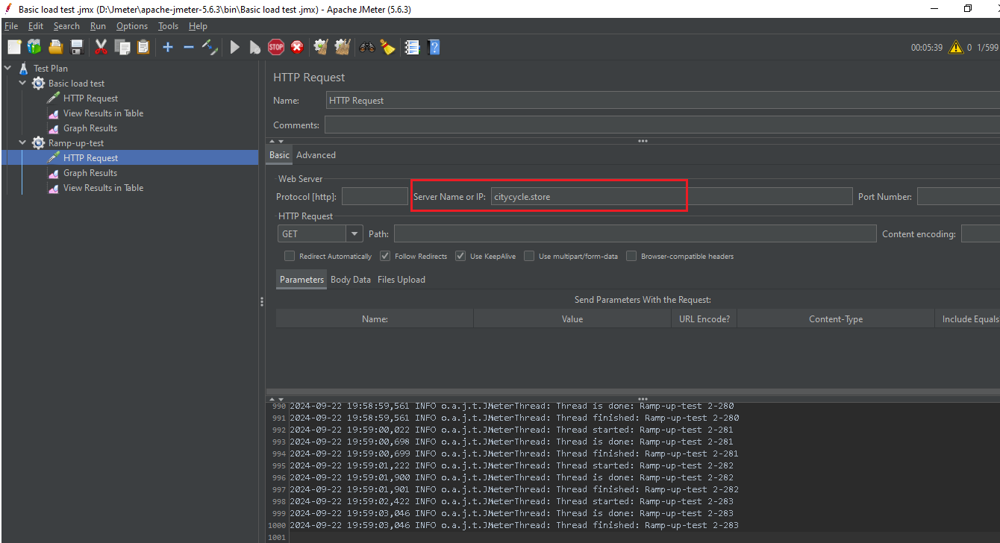 Basic load test .jmx (D:\Jmeter\apache-jmeter-5.6.3\bin\Basic load test .jmx) - Apache JMeter (5.6.3)
File Edit Search Run Options Tools Help
STOP 00:05:39 0 1/599
Test Plan
Basic load test
HTTP Request
View Results in Table
Graph Results
Ramp-up-test
HTTP Request
Graph Results
View Results in Table
HTTP Request
Name: HTTP Request
Comments:
Basic Advanced
Web Server
Protocol [http]: Server Name or IP: citycycle.store Port Number:
HTTP Request
GET Path: Content encoding:
Redirect Automatically Follow Redirects Use KeepAlive Use multipart/form-data Browser-compatible headers
Parameters Body Data Files Upload
Send Parameters With the Request:
Name: Value URL Encode? Content-Type Include Equals
990 2024-09-22 19:58:59,561 INFO o.a.j.t.JMeterThread: Thread is done: Ramp-up-test 2-280
991 2024-09-22 19:58:59,561 INFO o.a.j.t.JMeterThread: Thread finished: Ramp-up-test 2-280
992 2024-09-22 19:59:00,022 INFO o.a.j.t.JMeterThread: Thread started: Ramp-up-test 2-281
993 2024-09-22 19:59:00,698 INFO o.a.j.t.JMeterThread: Thread is done: Ramp-up-test 2-281
994 2024-09-22 19:59:00,699 INFO o.a.j.t.JMeterThread: Thread finished: Ramp-up-test 2-281
995 2024-09-22 19:59:01,222 INFO o.a.j.t.JMeterThread: Thread started: Ramp-up-test 2-282
996 2024-09-22 19:59:01,900 INFO o.a.j.t.JMeterThread: Thread is done: Ramp-up-test 2-282
997 2024-09-22 19:59:01,901 INFO o.a.j.t.JMeterThread: Thread finished: Ramp-up-test 2-282
998 2024-09-22 19:59:02,422 INFO o.a.j.t.JMeterThread: Thread started: Ramp-up-test 2-283
999 2024-09-22 19:59:03,046 INFO o.a.j.t.JMeterThread: Thread is done: Ramp-up-test 2-283
1000 2024-09-22 19:59:03,046 INFO o.a.j.t.JMeterThread: Thread finished: Ramp-up-test 2-283
1001